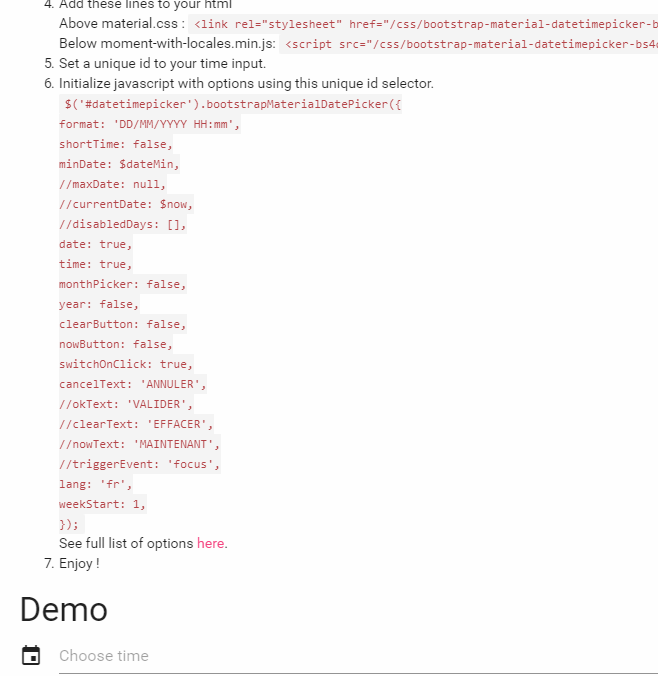 4. Add these lines to your html
Above material.css : <link rel="stylesheet" href="/css/bootstrap-material-datetimepicker-b
Below moment-with-locales.min.js: <script src="/css/bootstrap-material-datetimepicker-bs4
5. Set a unique id to your time input.
6. Initialize javascript with options using this unique id selector.
$('#datetimepicker').bootstrapMaterialDatePicker({
format: 'DD/MM/YYYY HH:mm',
shortTime: false,
minDate: $dateMin,
//maxDate: null,
//currentDate: $now,
//disabledDays: [],
date: true,
time: true,
monthPicker: false,
year: false,
clearButton: false,
nowButton: false,
switchOnClick: true,
cancelText: 'ANNULER',
//okText: 'VALIDER',
//clearText: 'EFFACER',
//nowText: 'MAINTENANT',
//triggerEvent: 'focus',
lang: 'fr',
weekStart: 1,
});
See full list of options here.
7. Enjoy !
Demo
Choose time